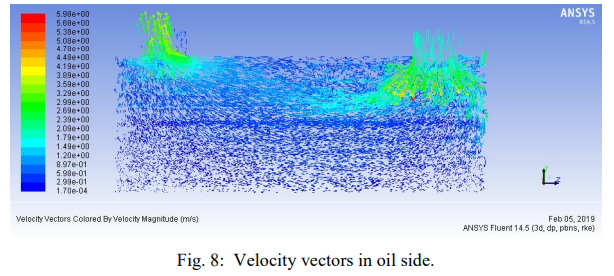 5.98e+00
5.68e+00
5.38e+00
5.08e+00
4.78e+00
4.48e+00
4.19e+00
3.89e+00
3.59e+00
3.29e+00
2.99e+00
2.69e+00
2.39e+00
2.09e+00
1.79e+00
1.49e+00
1.20e+00
8.97e-01
5.98e-01
2.99e-01
1.70e-04
ANSYS
R14.5
Y
Z
Velocity Vectors Colored By Velocity Magnitude (m/s)
Feb 05, 2019
ANSYS Fluent 14.5 (3d, dp, pbns, rke)
Fig. 8: Velocity vectors in oil side.